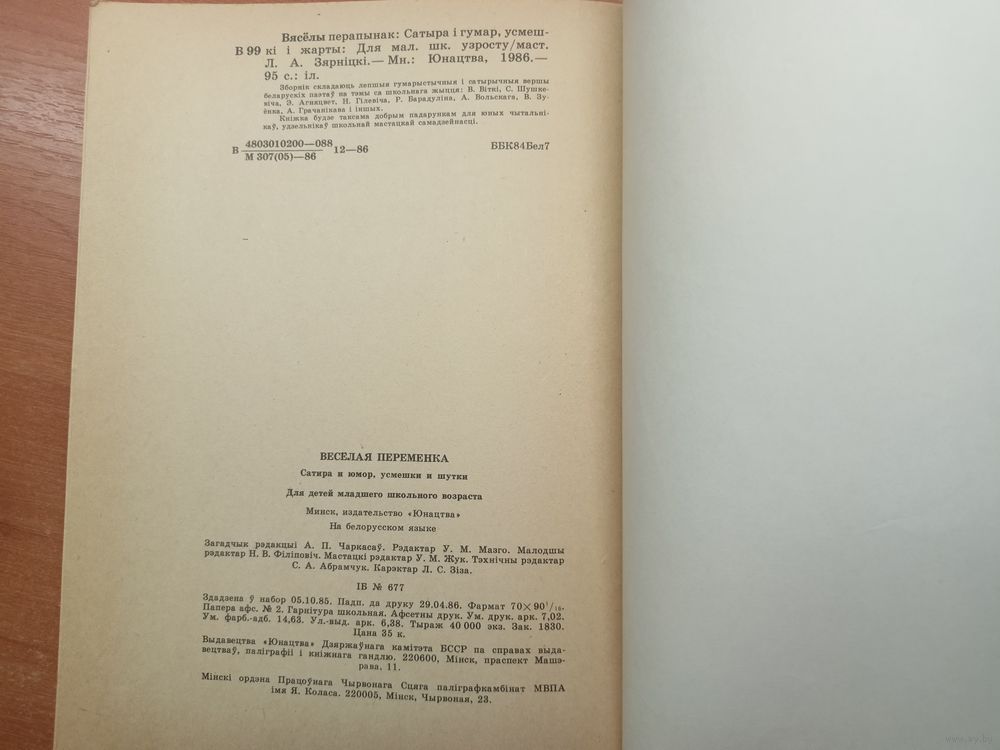 Вясёлы перапынак: Сатыра і гумар, усмеш-
В 99 кі і жарты: Для мал. шк. узросту/маст.
Л. А. Зярніцкі.— Мн.: Юнацтва, 1986.—
95 с.: іл.
Зборнік складаюць лепшыя гумарыстычныя і сатырычныя вершы
беларускіх паэтаў на тэмы са школьнага жыцця: В. Віткі, С. Шушке-
віча, Э. Агняцвет, Н. Гілевіча, Р. Барадуліна, А. Вольскага, В. Зу-
ёнка, А. Грачанікава і іншых.
Кніжка будзе таксама добрым падарункам для юных чытальні-
каў, удзельнікаў школьнай мастацкай самадзейнасці.
В 4803010200—088 12—86 ББК84Бел7
М 307(05)—86
ВЕСЕЛАЯ ПЕРЕМЕНКА
Сатира и юмор, усмешки и шутки
Для детей младшего школьного возраста
Минск, издательство «Юнацтва»
На белорусском языке
Загадчык рэдакцыі А. П. Чаркасаў. Рэдактар У. М. Мазго. Малодшы
рэдактар Н. В. Філіповіч. Мастацкі рэдактар У. М. Жук. Тэхнічны рэдактар
С. А. Абрамчук. Карэктар Л. С. Зіза.
ІБ № 677
Здадзена ў набор 05.10.85. Падп. да друку 29.04.86. Фармат 70×90¹/₁₆.
Папера афс. № 2. Гарнітура школьная. Афсетны друк. Ум. друк. арк. 7,02.
Ум. фарб.-адб. 14,63. Ул.-выд. арк. 6,38. Тыраж 40 000 экз. Зак. 1830.
Цана 35 к.
Выдавецтва «Юнацтва» Дзяржаўнага камітэта БССР па справах выда-
вецтваў, паліграфіі і кніжнага гандлю. 220600, Мінск, праспект Машэ-
рава, 11.
Мінскі ордэна Працоўнага Чырвонага Сцяга паліграфкамбінат МВПА
імя Я. Коласа. 220005, Мінск, Чырвоная, 23.
www.ay.by